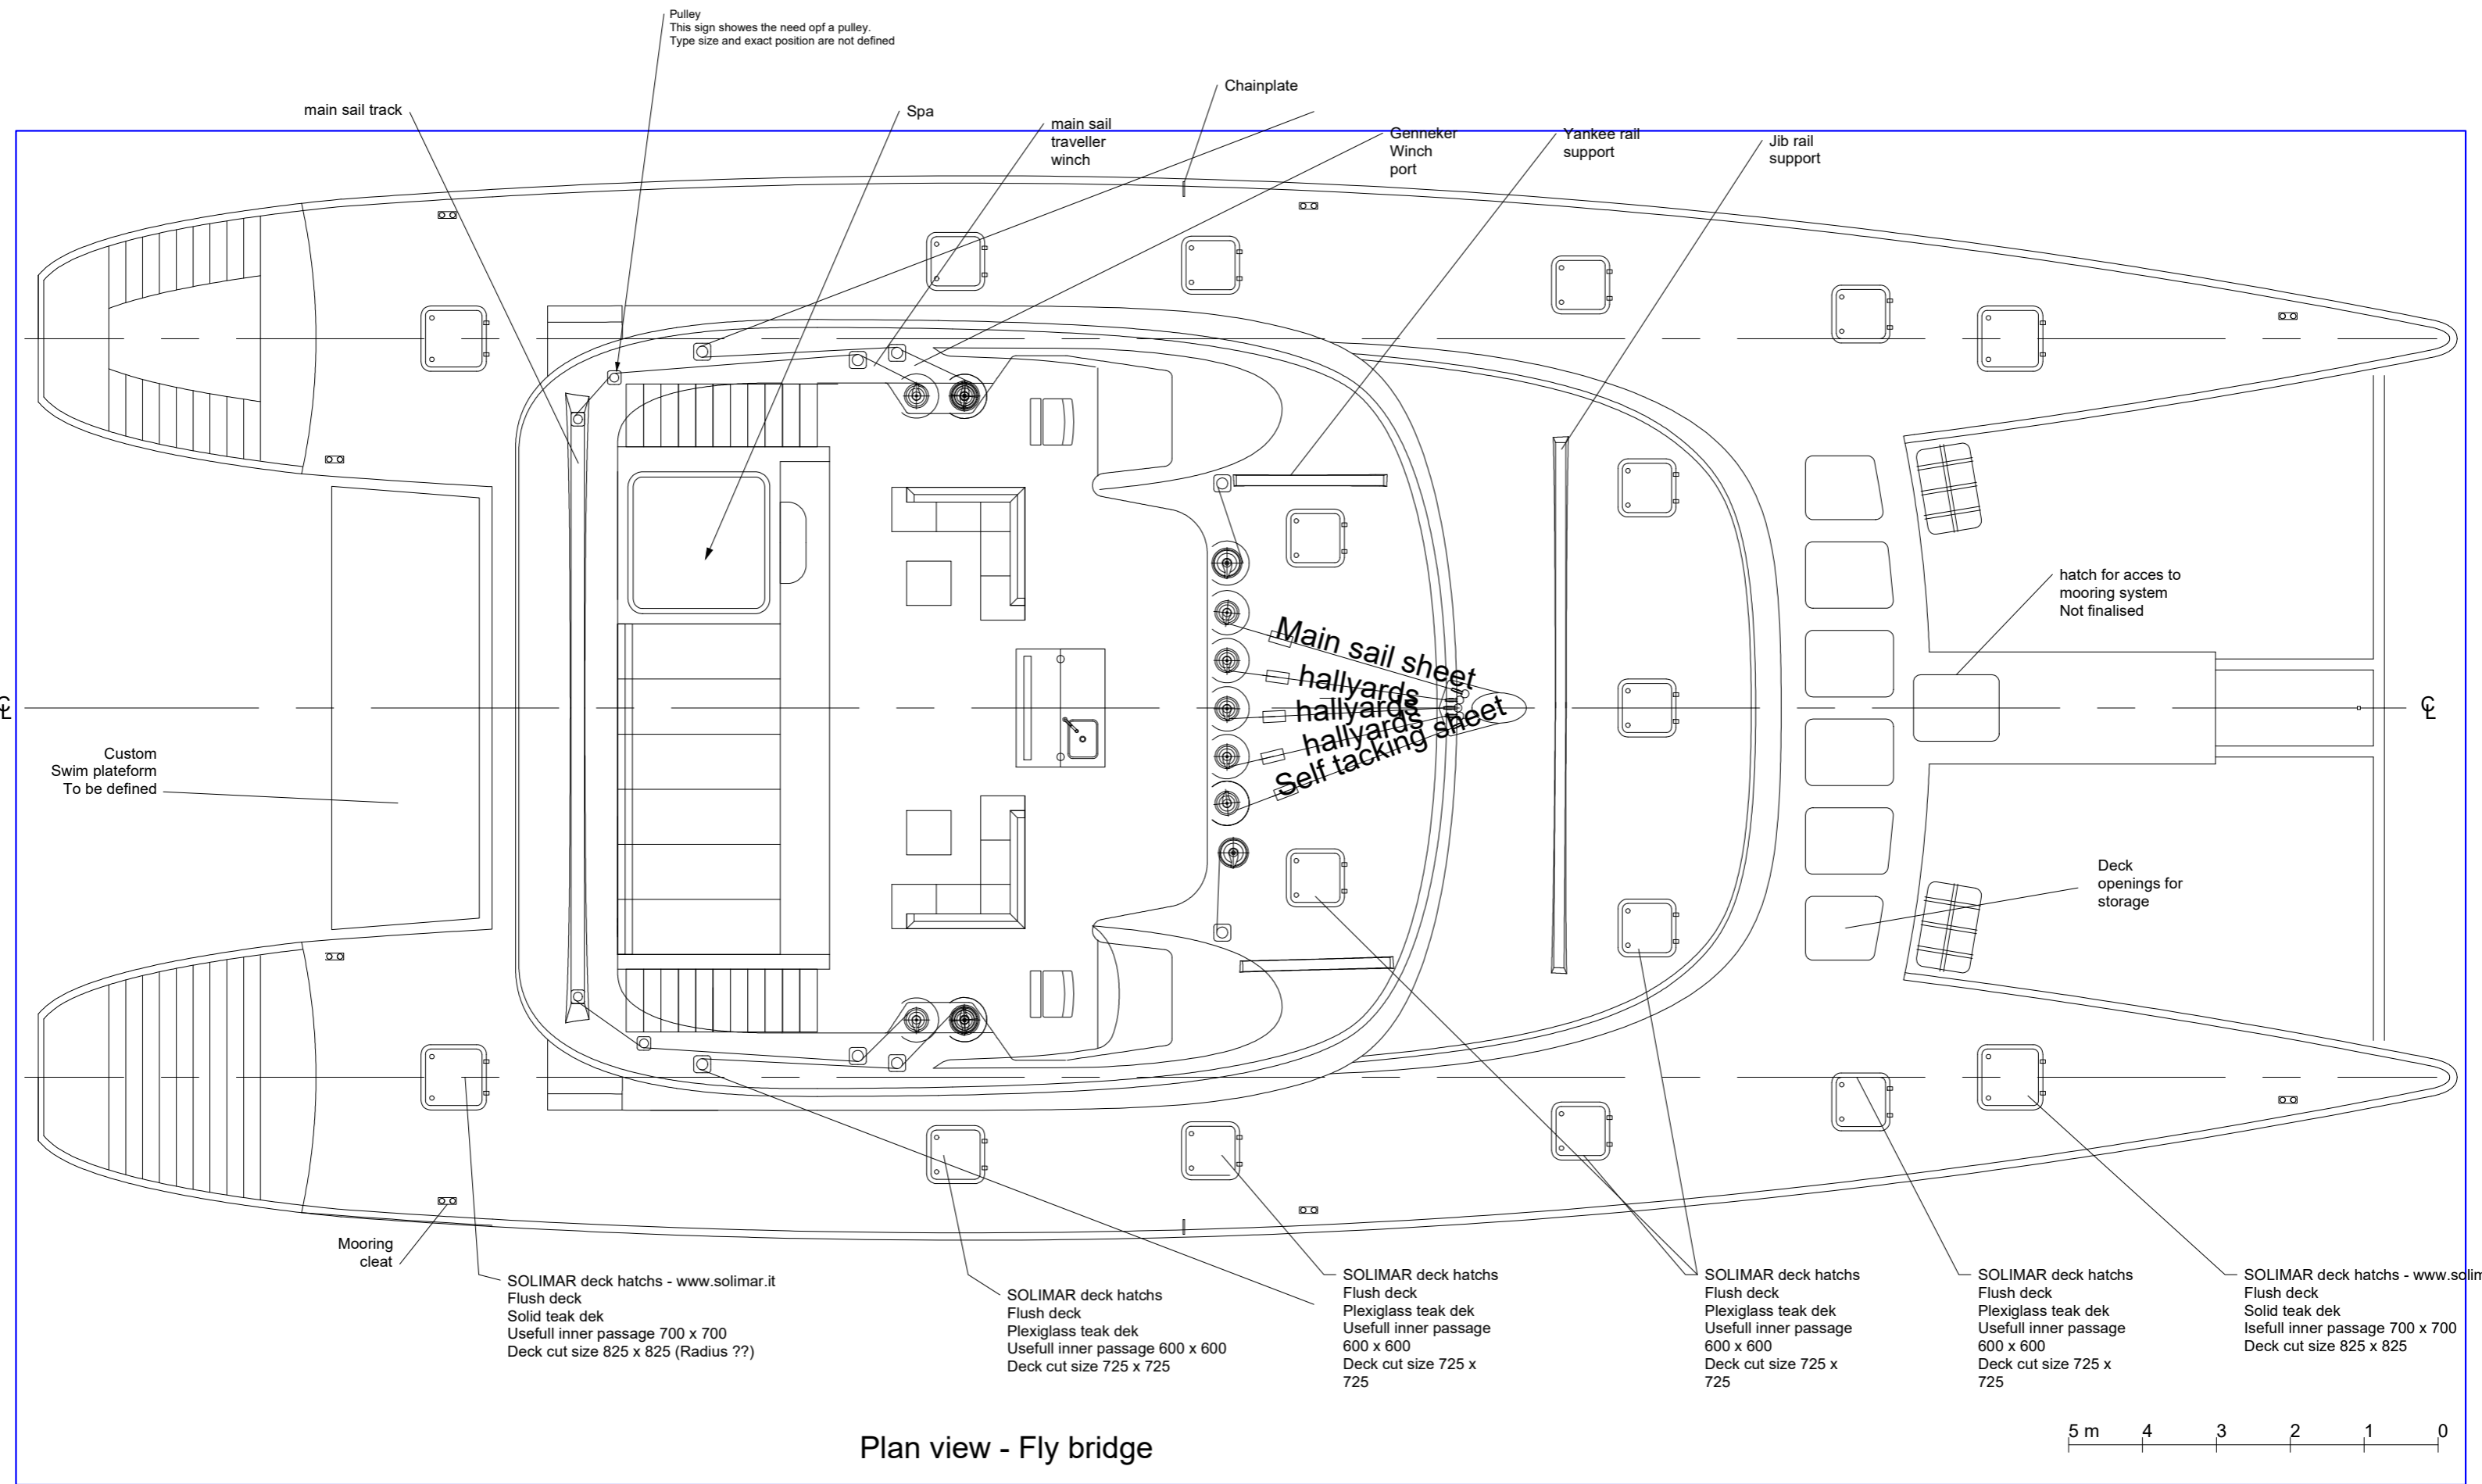 Pulley
This sign showes the need opf a pulley.
Type size and exact position are not defined
Chainplate
main sail track
Spa
main sail
traveller
winch
Genneker
Winch
port
Yankee rail
support
Jib rail
support
hatch for acces to
mooring system
Not finalised
Main sail sheet
hallyards
hallyards
hallyards
Self tacking sheet
Custom
Swim plateform
To be defined
Deck
openings for
storage
Mooring
cleat
SOLIMAR deck hatchs - www.solimar.it
Flush deck
Solid teak dek
Usefull inner passage 700 x 700
Deck cut size 825 x 825 (Radius ??)
SOLIMAR deck hatchs
Flush deck
Plexiglass teak dek
Usefull inner passage 600 x 600
Deck cut size 725 x 725
SOLIMAR deck hatchs
Flush deck
Plexiglass teak dek
Usefull inner passage
600 x 600
Deck cut size 725 x
725
SOLIMAR deck hatchs
Flush deck
Plexiglass teak dek
Usefull inner passage
600 x 600
Deck cut size 725 x
725
SOLIMAR deck hatchs
Flush deck
Plexiglass teak dek
Usefull inner passage
600 x 600
Deck cut size 725 x
725
SOLIMAR deck hatchs - www.solim
Flush deck
Solid teak dek
Isefull inner passage 700 x 700
Deck cut size 825 x 825
Plan view - Fly bridge
5 m 4 3 2 1 0